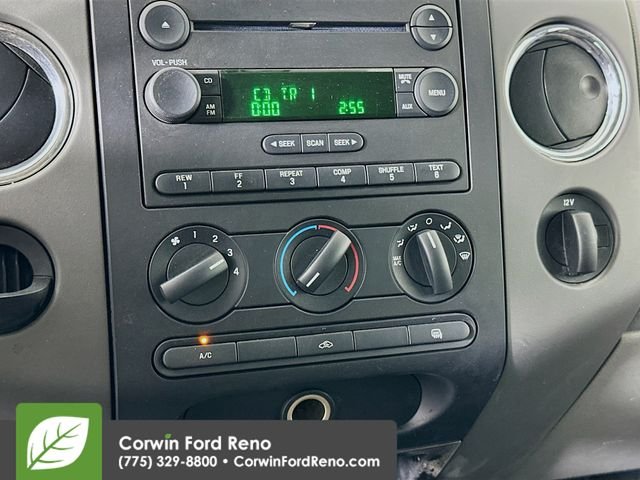 VOL-PUSH
CD
AM
FM
CD TR 1
0:00 2:55
MUTE
AUX
MENU
SEEK SCAN SEEK
REW 1
FF 2
REPEAT 3
COMP 4
SHUFFLE 5
TEXT 6
1 2 3 4
MAX
A/C
12V
A/C
Corwin Ford Reno
(775) 329-8800 • CorwinFordReno.com